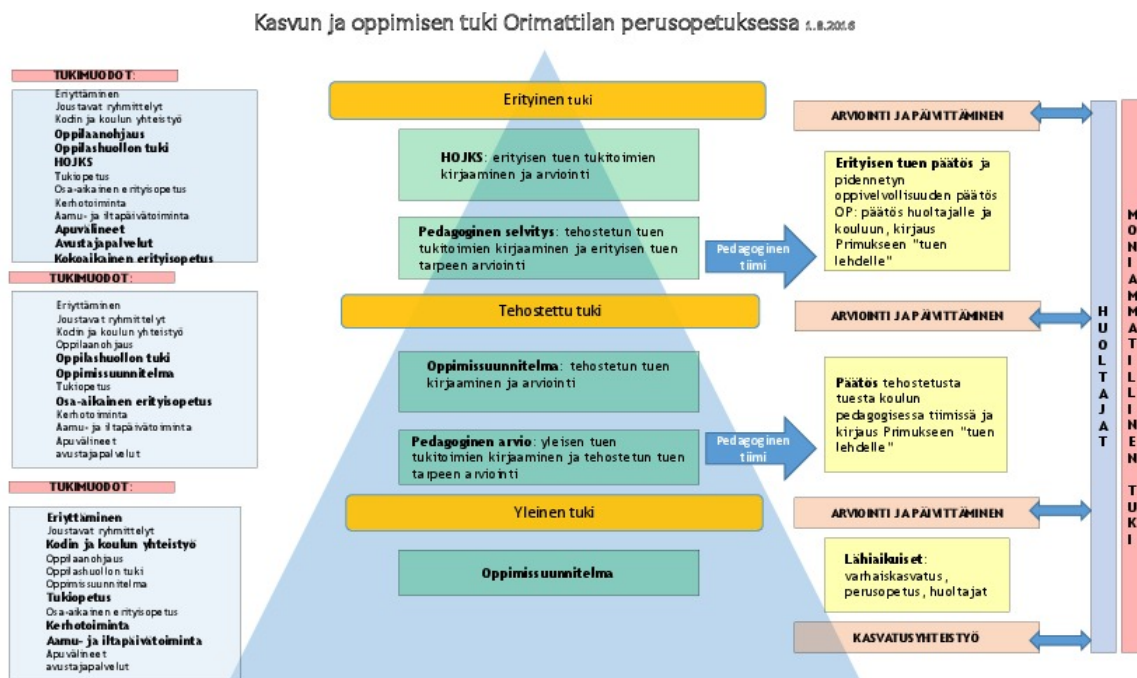 Kasvun ja oppimisen tuki Orimattilan perusopetuksessa 1.8.2016
TUKIMUODOT:
Eriyttäminen
Joustavat ryhmittelyt
Kodin ja koulun yhteistyö
Oppilaanohjaus
Oppilashuollon tuki
HOJKS
Tukiopetus
Osa-aikainen erityisopetus
Kerhotoiminta
Aamu- ja iltapäivätoiminta
Apuvälineet
Avustajapalvelut
Kokoaikainen erityisopetus
TUKIMUODOT:
Eriyttäminen
Joustavat ryhmittelyt
Kodin ja koulun yhteistyö
Oppilaanohjaus
Oppilashuollon tuki
Oppimissuunnitelma
Tukiopetus
Osa-aikainen erityisopetus
Kerhotoiminta
Aamu- ja iltapäivätoiminta
Apuvälineet
avustajapalvelut
TUKIMUODOT:
Eriyttäminen
Joustavat ryhmittelyt
Kodin ja koulun yhteistyö
Oppilaanohjaus
Oppilashuollon tuki
Oppimissuunnitelma
Tukiopetus
Osa-aikainen erityisopetus
Kerhotoiminta
Aamu- ja iltapäivätoiminta
Apuvälineet
avustajapalvelut
Erityinen tuki
HOJKS: erityisen tuen tukitoimien
kirjaaminen ja arviointi
Pedagoginen selvitys: tehostetun tuen
tukitoimien kirjaaminen ja erityisen tuen
tarpeen arviointi
Pedagoginen
tiimi
Tehostettu tuki
Oppimissuunnitelma: tehostetun tuen
kirjaaminen ja arviointi
Pedagoginen arvio: yleisen tuen
tukitoimien kirjaaminen ja tehostetun tuen
tarpeen arviointi
Pedagoginen
tiimi
Yleinen tuki
Oppimissuunnitelma
ARVIOINTI JA PÄIVITTÄMINEN
Erityisen tuen päätös ja
pidennetyn
oppivelvollisuuden päätös
OP: päätös huoltajalle ja
kouluun, kirjaus
Primukseen "tuen
lehdelle"
ARVIOINTI JA PÄIVITTÄMINEN
Päätös tehostetusta
tuesta koulun
pedagogisessa tiimissä ja
kirjaus Primukseen "tuen
lehdelle"
ARVIOINTI JA PÄIVITTÄMINEN
Lähiaikuiset:
varhaiskasvatus,
perusopetus, huoltajat
KASVATUSYHTEISTYÖ
HUOLTAJAT
MONIAMMATILLINEN TUKI